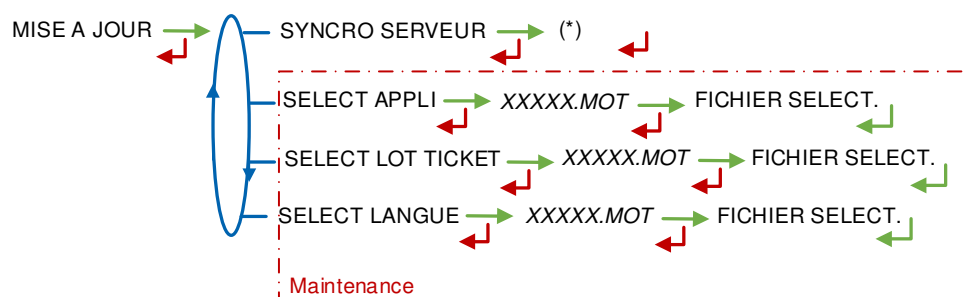 MISE A JOUR SYNCRO SERVEUR (*)
SELECT APPLI XXXXX.MOT FICHIER SELECT.
SELECT LOT TICKET XXXXX.MOT FICHIER SELECT.
SELECT LANGUE XXXXX.MOT FICHIER SELECT.
Maintenance